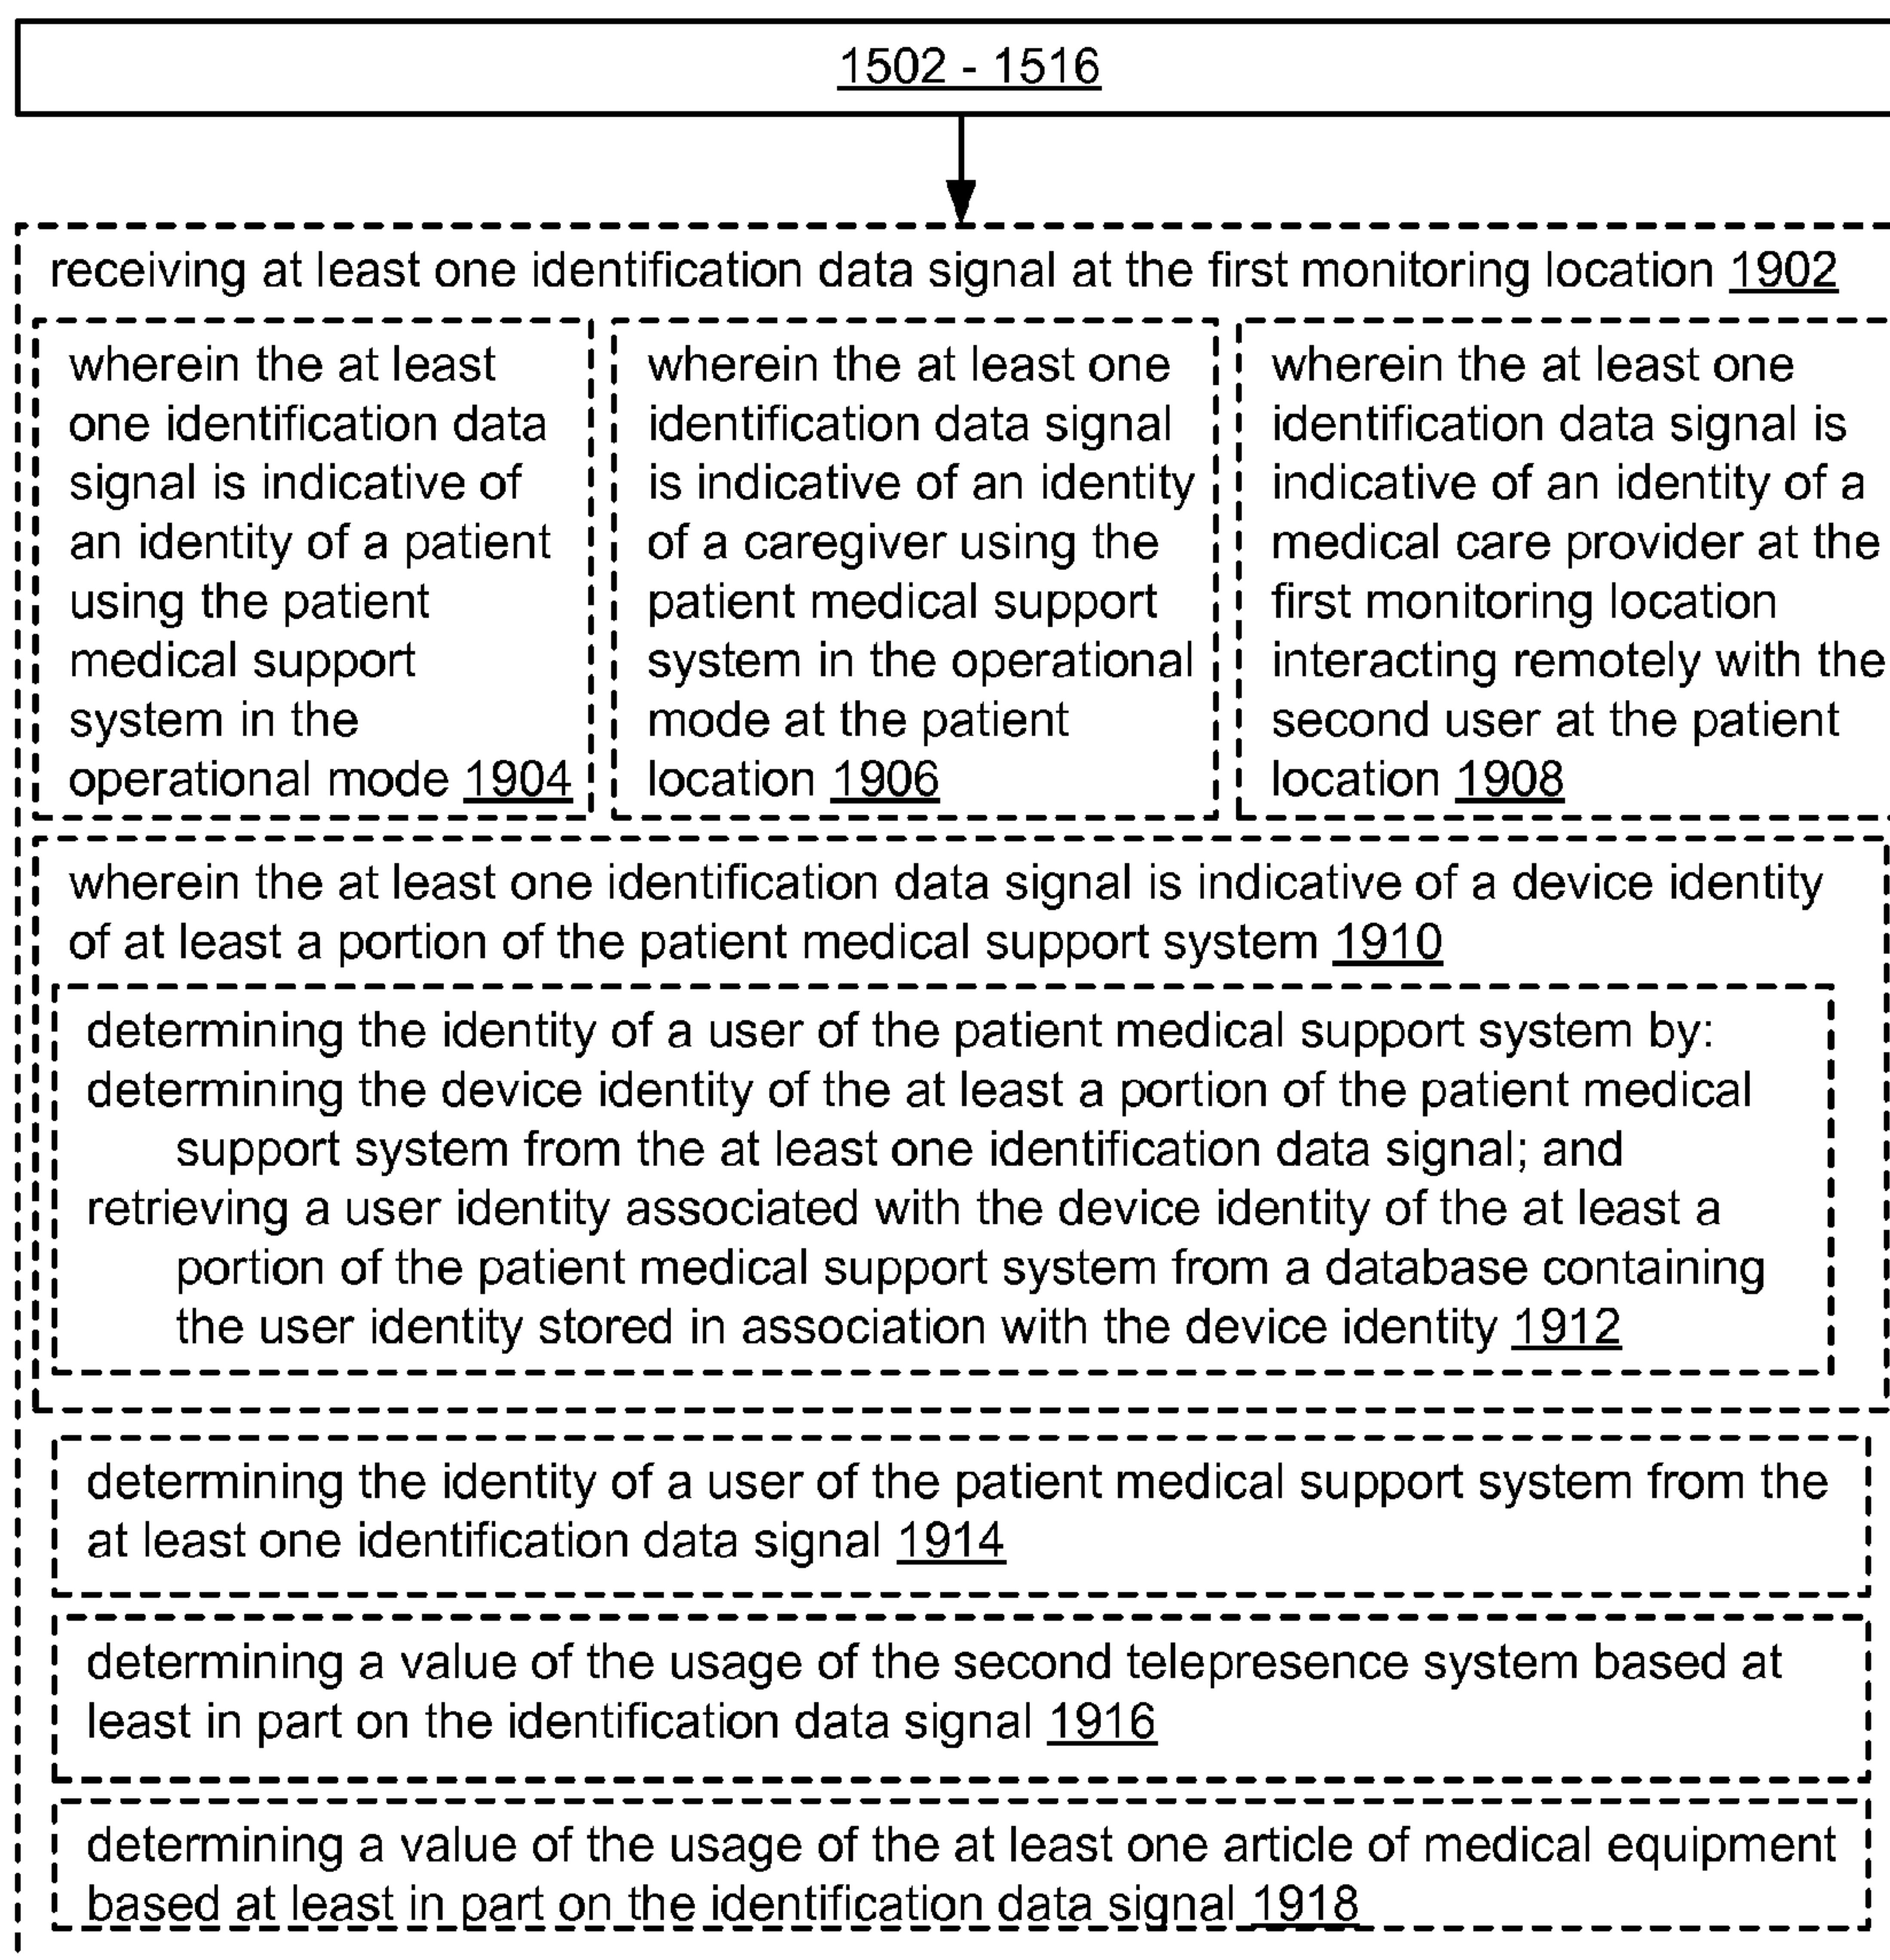 1502 - 1516
receiving at least one identification data signal at the first monitoring location 1902
wherein the at least
one identification data
signal is indicative of
an identity of a patient
using the patient
medical support
system in the
operational mode 1904
wherein the at least one
identification data signal
is indicative of an identity
of a caregiver using the
patient medical support
system in the operational
mode at the patient
location 1906
wherein the at least one
identification data signal is
indicative of an identity of a
medical care provider at the
first monitoring location
interacting remotely with the
second user at the patient
location 1908
wherein the at least one identification data signal is indicative of a device identity
of at least a portion of the patient medical support system 1910
determining the identity of a user of the patient medical support system by:
determining the device identity of the at least a portion of the patient medical
support system from the at least one identification data signal; and
retrieving a user identity associated with the device identity of the at least a
portion of the patient medical support system from a database containing
the user identity stored in association with the device identity 1912
determining the identity of a user of the patient medical support system from the
at least one identification data signal 1914
determining a value of the usage of the second telepresence system based at
least in part on the identification data signal 1916
determining a value of the usage of the at least one article of medical equipment
based at least in part on the identification data signal 1918